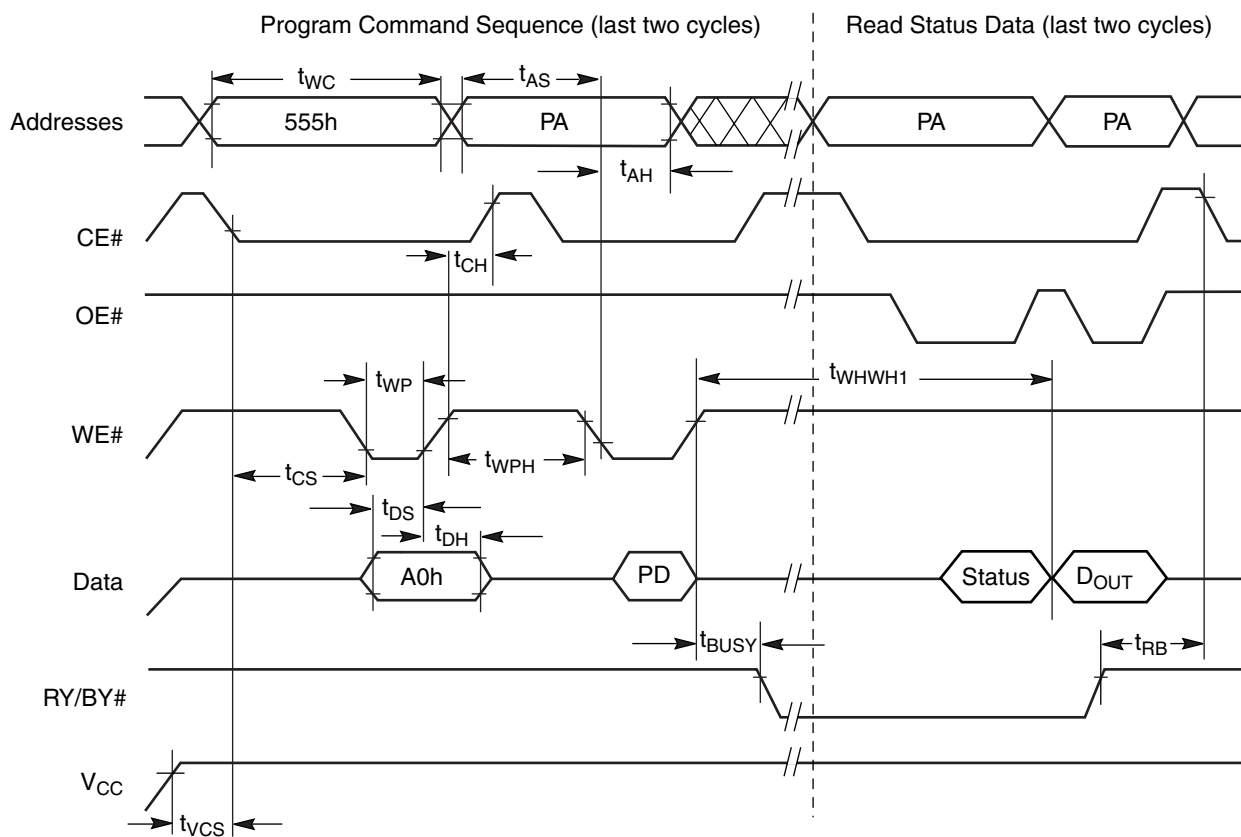 Program Command Sequence (last two cycles) Read Status Data (last two cycles)
tWC tAS
Addresses 555h PA PA PA
tAH
CE#
tCH
OE#
tWP tWHWH1
WE#
tCS tWPH
tDS
tDH
Data A0h PD Status DOUT
tBUSY tRB
RY/BY#
VCC
tVCS